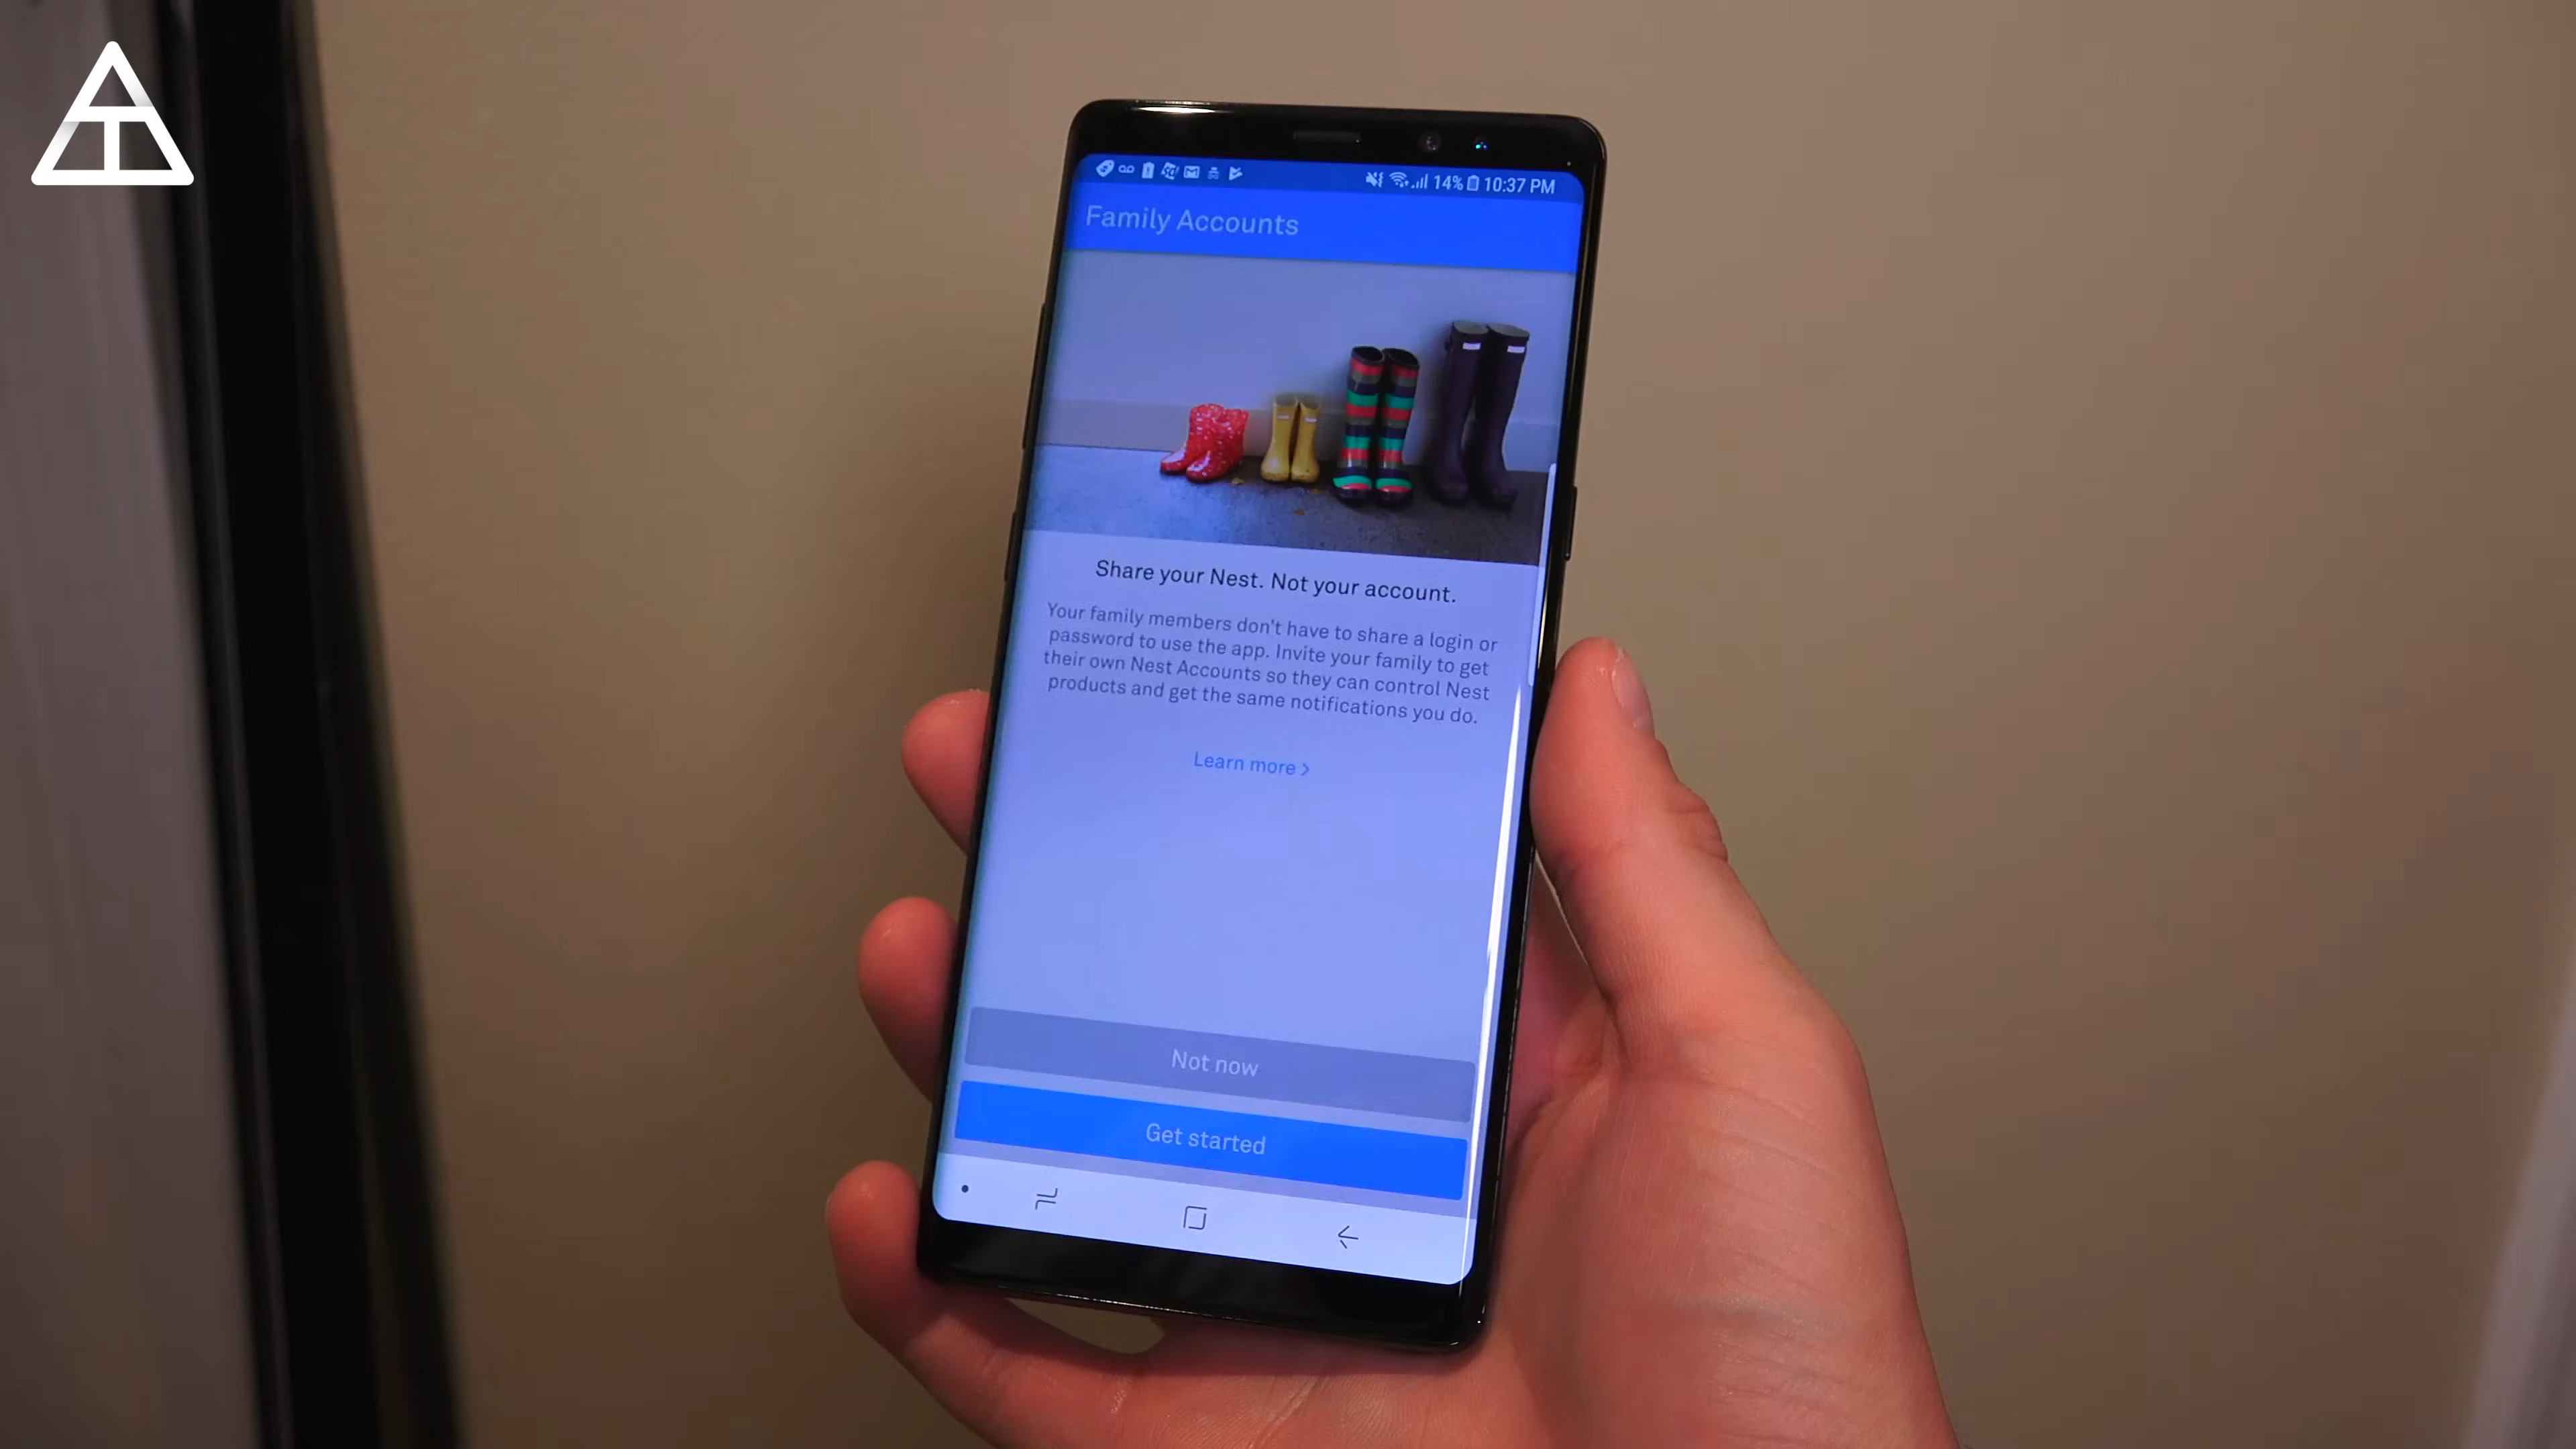 14% 10:37 PM
Family Accounts
Share your Nest. Not your account.
Your family members don't have to share a login or
password to use the app. Invite your family to get
their own Nest Accounts so they can control Nest
products and get the same notifications you do.
Learn more >
Not now
Get started